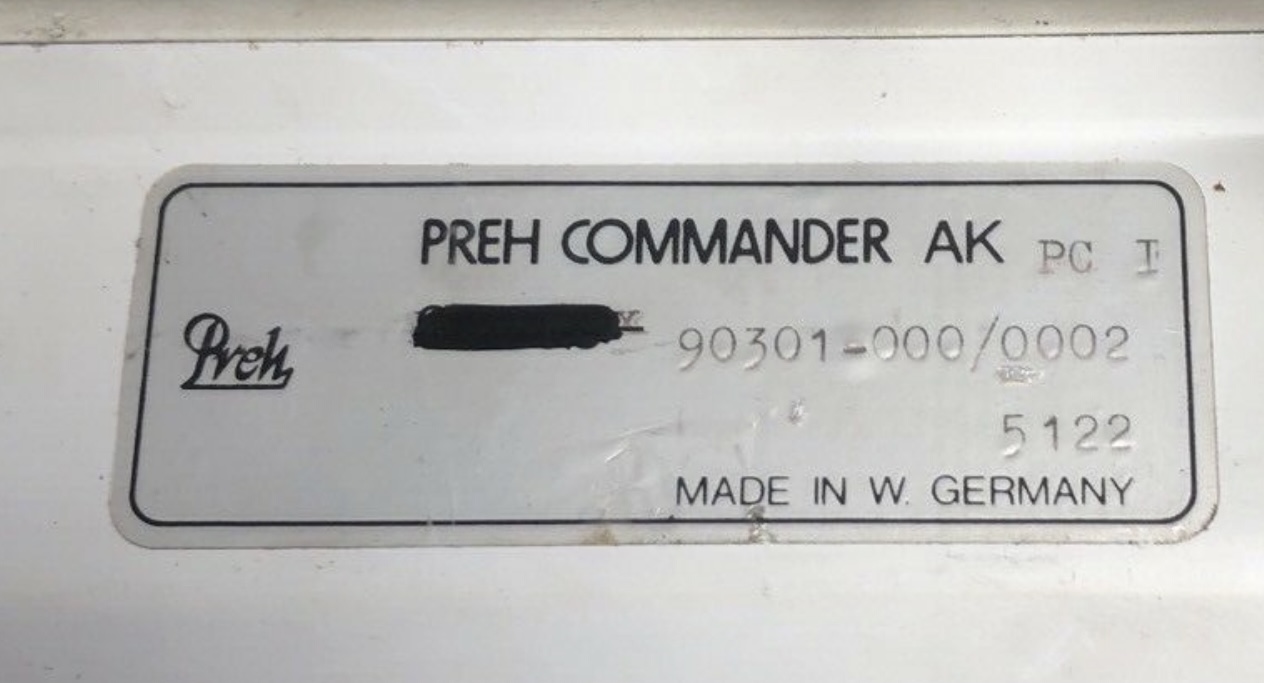 PREH COMMANDER AK PC I
Preh
90301-000/0002
5122
MADE IN W. GERMANY